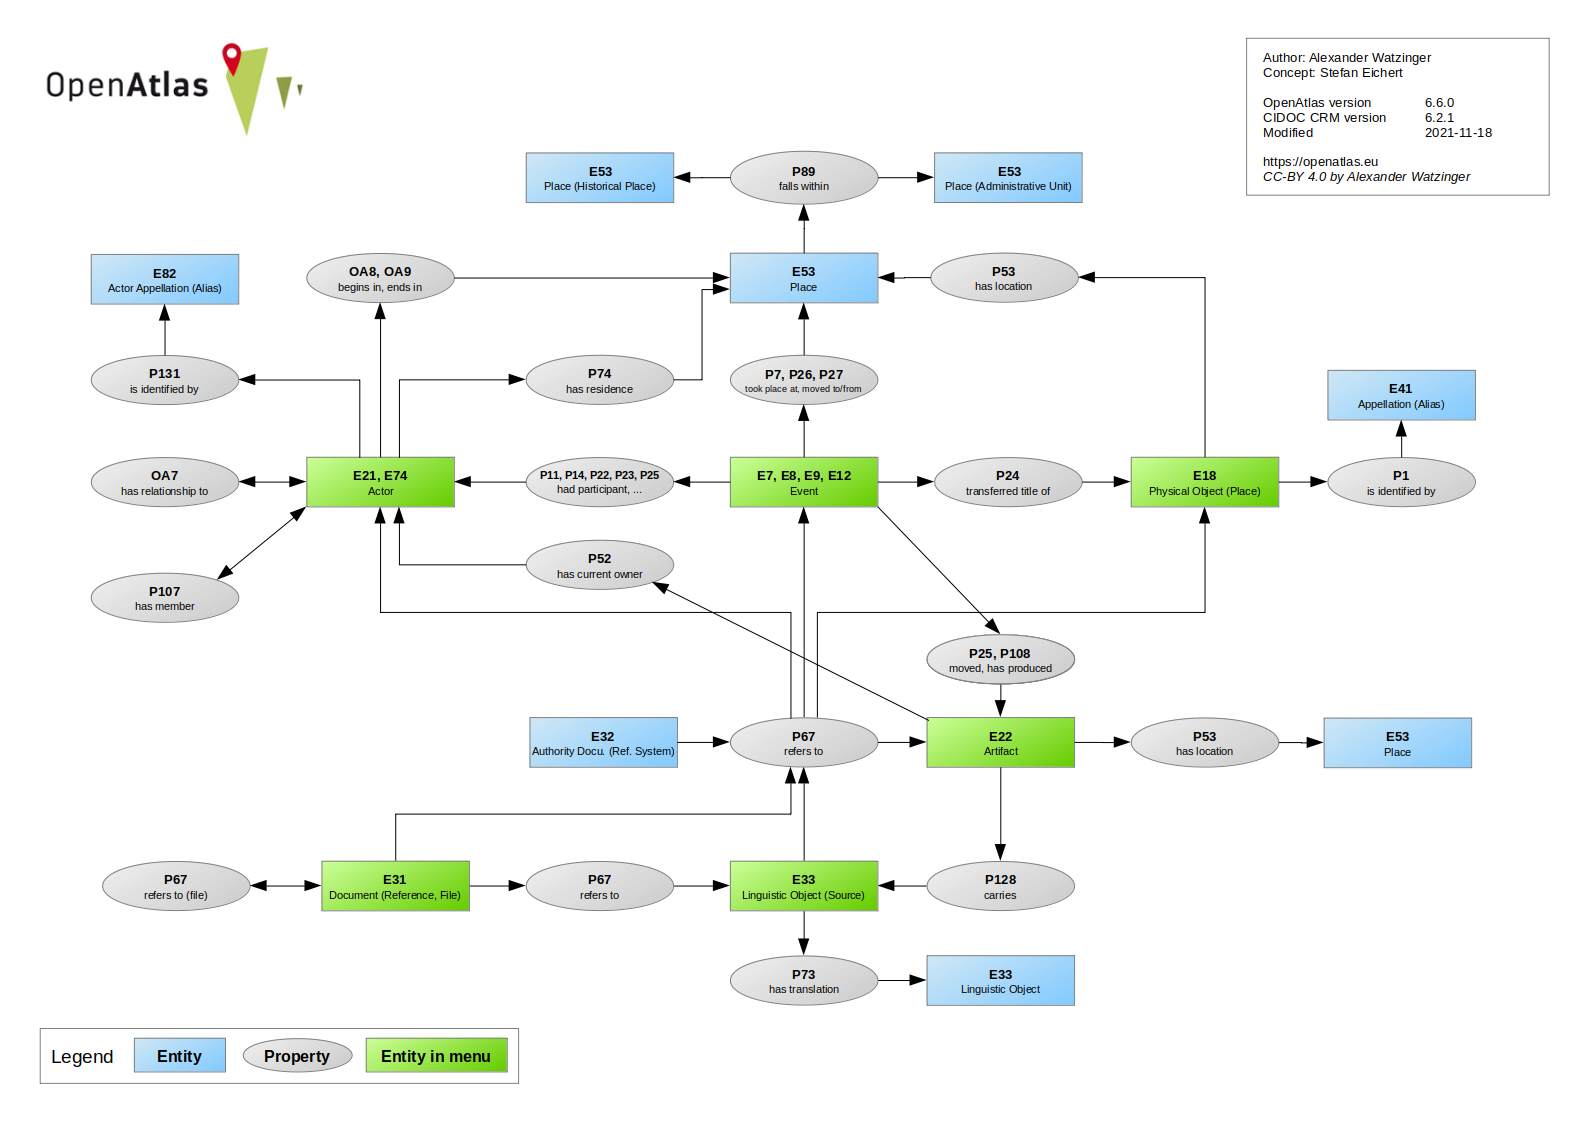 OpenAtlas
Author: Alexander Watzinger
Concept: Stefan Eichert
OpenAtlas version 6.6.0
CIDOC CRM version 6.2.1
Modified 2021-11-18
https://openatlas.eu
CC-BY 4.0 by Alexander Watzinger
E53
Place (Historical Place)
P89
falls within
E53
Place (Administrative Unit)
E82
Actor Appellation (Alias)
OA8, OA9
begins in, ends in
E53
Place
P53
has location
P131
is identified by
P74
has residence
P7, P26, P27
took place at, moved to/from
E41
Appellation (Alias)
OA7
has relationship to
E21, E74
Actor
P11, P14, P22, P23, P25
had participant, ...
E7, E8, E9, E12
Event
P24
transferred title of
E18
Physical Object (Place)
P1
is identified by
P107
has member
P52
has current owner
P25, P108
moved, has produced
E32
Authority Docu. (Ref. System)
P67
refers to
E22
Artifact
P53
has location
E53
Place
P67
refers to (file)
E31
Document (Reference, File)
P67
refers to
E33
Linguistic Object (Source)
P128
carries
P73
has translation
E33
Linguistic Object
Legend
Entity
Property
Entity in menu